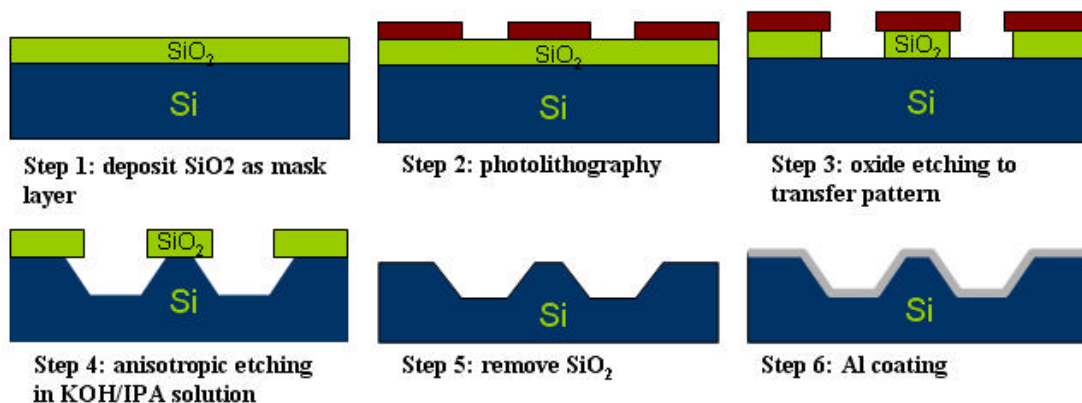 SiO₂
Si
Step 1: deposit SiO2 as mask
layer
SiO₂
Si
Step 2: photolithography
SiO₂
Si
Step 3: oxide etching to
transfer pattern
SiO₂
Si
Step 4: anisotropic etching
in KOH/IPA solution
Si
Step 5: remove SiO₂
Si
Step 6: Al coating